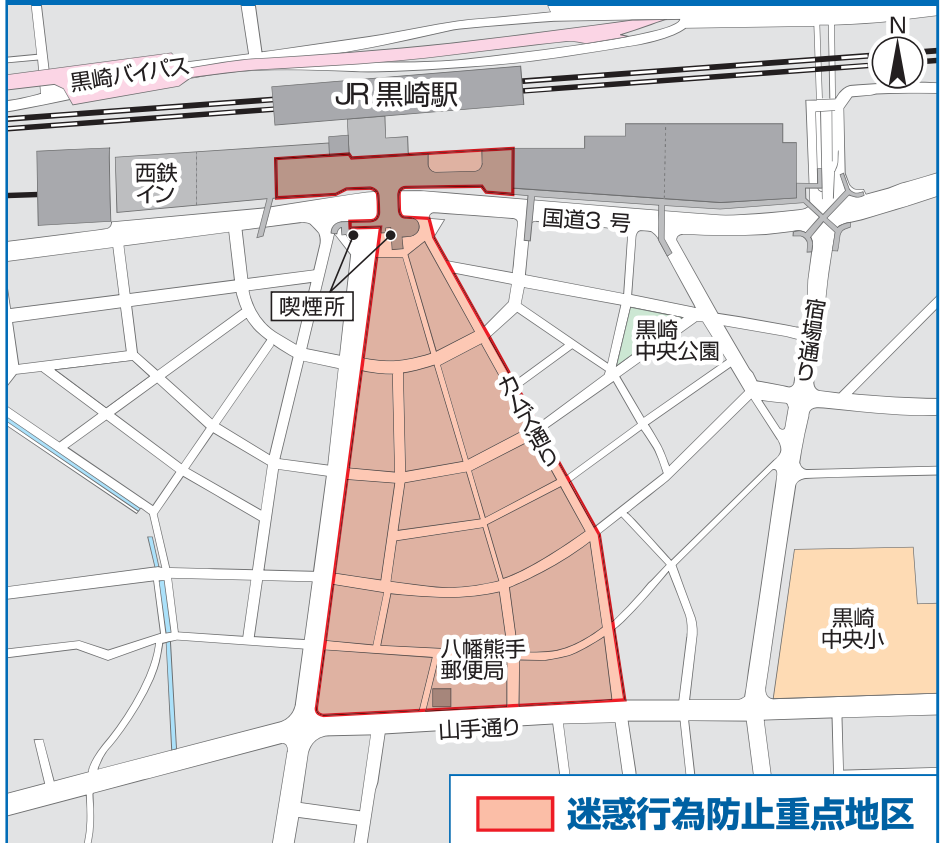 N
黒崎バイパス
JR 黒崎駅
西鉄
イン
国道3 号
喫煙所
宿場通り
黒崎
中央公園
カムズ通り
黒崎
中央小
八幡熊手
郵便局
山手通り
迷惑行為防止重点地区